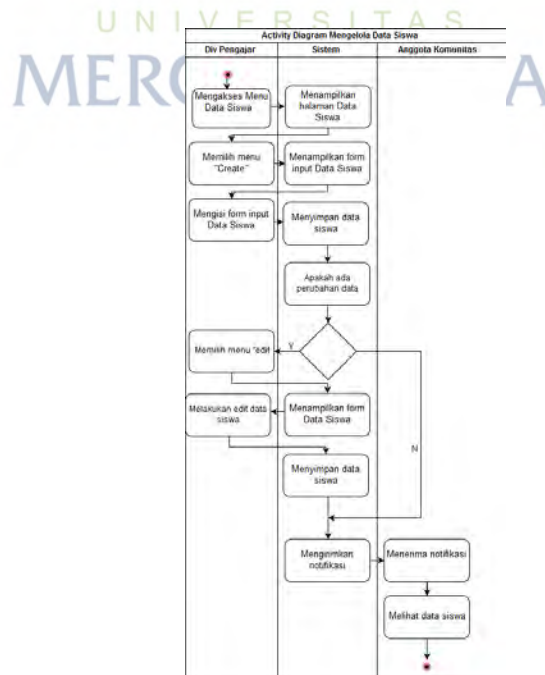 UNIVERSITAS
MERC
A
Activity Diagram Mengelola Data Siswa
Div Pengajar
Sistem
Anggota Komunitas
Mengakses Menu
Data Siswa
Menampilkan
halaman Data
Siswa
Memilih menu
"Create"
Menampilkan form
input Data Siswa
Mengisi form input
Data Siswa
Menyimpan data
siswa
Apakah ada
perubahan data
Memilih menu "edit
Y
N
Menampilkan form
Data Siswa
Melakukan edit data
siswa
Menyimpan data
siswa
Mengirimkan
notifikasi
Menerima notifikasi
Melihat data siswa